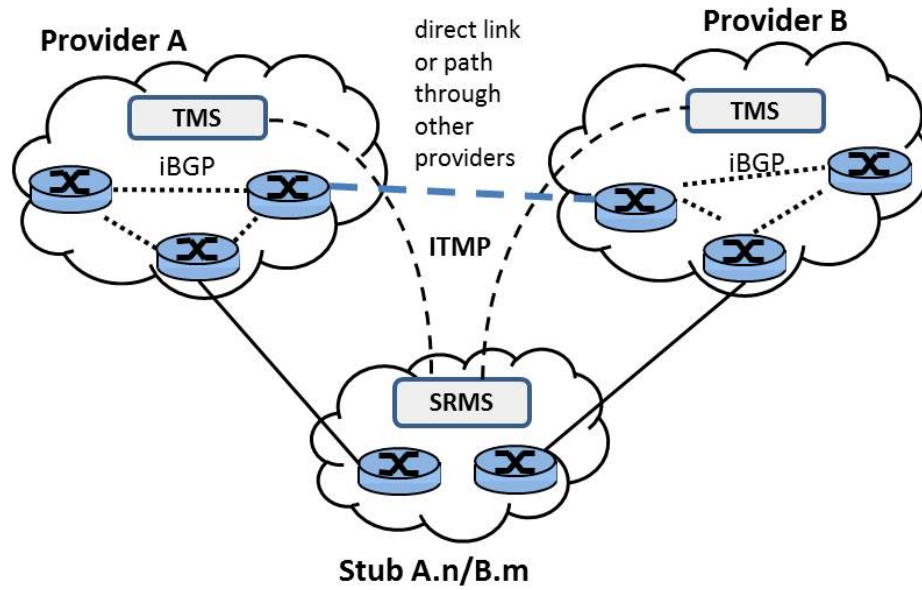 Provider A
direct link
or path
through
other
providers
Provider B
TMS
TMS
iBGP
iBGP
ITMP
SRMS
Stub A.n/B.m